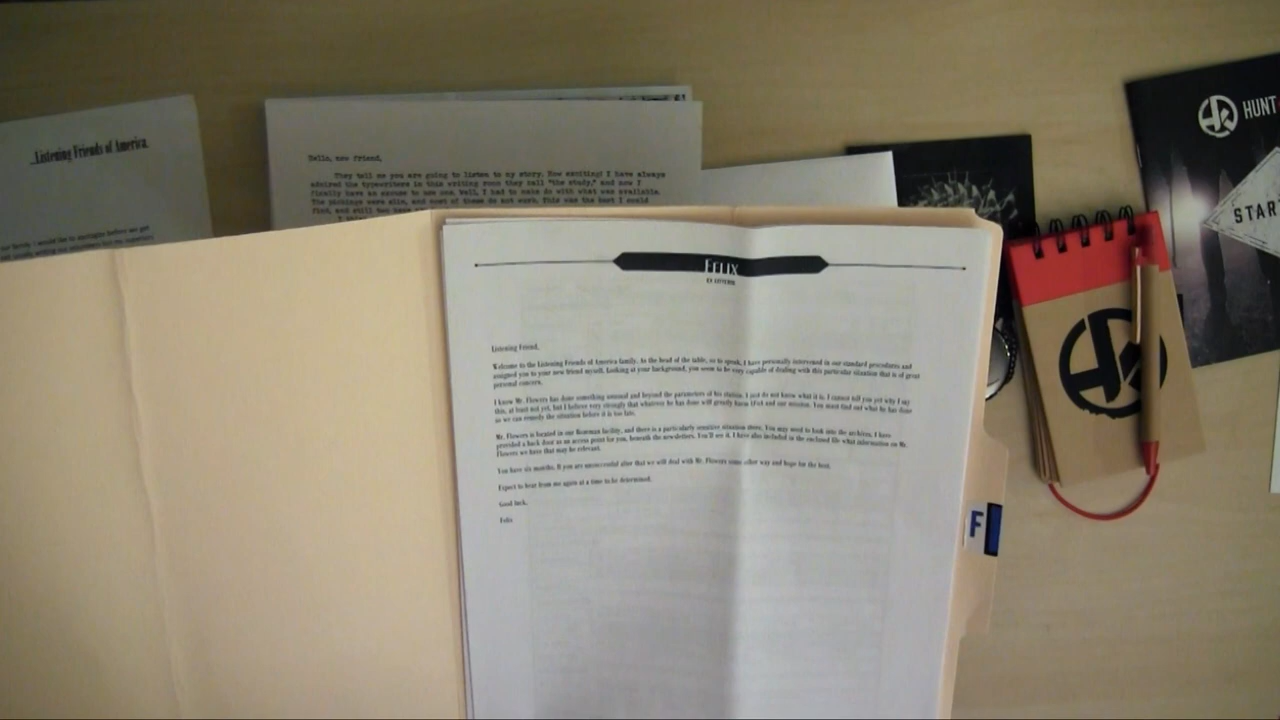 ...Listening Friends of America.
our family. I would like to apologize before we get
Hello, new friend,
They tell me you are going to listen to my story. How exciting! I have always
admired the typewriters in this writing room they call "the study," and now I
finally have an excuse to use one. Well, I had to make do with what was available.
The pickings were slim, and most of them do not work. This was the best I could
find, and still too
FELIX
Listening Friend,
Welcome to the Listening Friends of America family. As the head of the table, so to speak, I have personally intervened in our standard procedures and
assigned you to your new friend myself. Looking at your background, you seem to be very capable of dealing with this particular situation that is of great
personal concern.
I know Mr. Flowers has done something unusual and beyond the parameters of his station. I just do not know what it is. I cannot tell you yet why I say
this, at least not yet, but I believe very strongly that whatever he has done will greatly harm LFoA and our mission. You must find out what he has done
so we can remedy the situation before it is too late.
Mr. Flowers is located in our Bozeman facility, and there is a particularly sensitive situation there. You may need to look into the archives. I have
provided a back door as an access point for you, beneath the newsletters. You'll see it. I have also included in the enclosed file what information on Mr.
Flowers we have that may be relevant.
You have six months. If you are unsuccessful after that we will deal with Mr. Flowers some other way and hope for the best.
Expect to hear from me again at a time to be determined.
Good luck,
Felix
F
HUNT
START